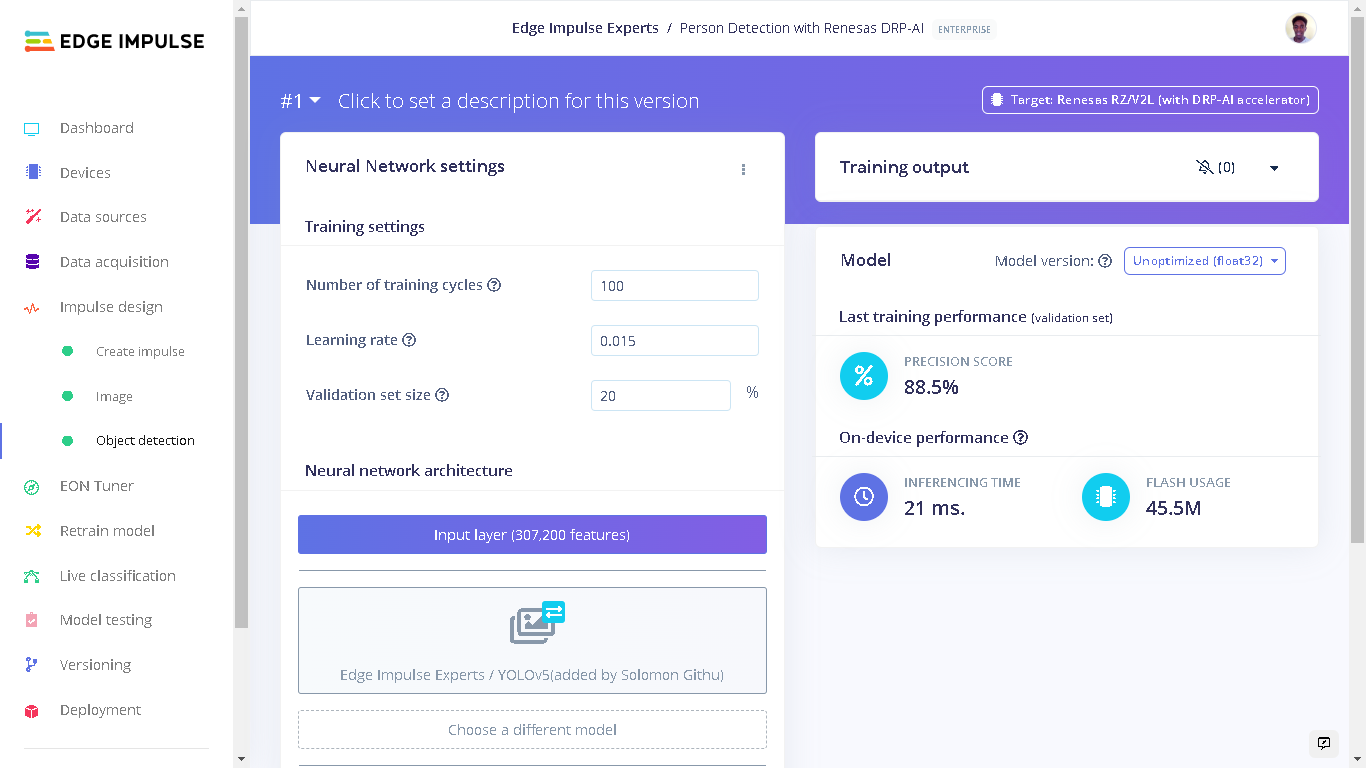 EDGE IMPULSE
Dashboard
Devices
Data sources
Data acquisition
Impulse design
Create impulse
Image
Object detection
EON Tuner
Retrain model
Live classification
Model testing
Versioning
Deployment
Edge Impulse Experts / Person Detection with Renesas DRP-AI ENTERPRISE
#1 Click to set a description for this version
Target: Renesas RZ/V2L (with DRP-AI accelerator)
Neural Network settings
Training settings
Number of training cycles ? 100
Learning rate ? 0.015
Validation set size ? 20 %
Neural network architecture
Input layer (307,200 features)
Edge Impulse Experts / YOLOv5(added by Solomon Githu)
Choose a different model
Training output (0)
Model Model version: ? Unoptimized (float32)
Last training performance (validation set)
%
PRECISION SCORE
88.5%
On-device performance ?
INFERENCING TIME
21 ms.
FLASH USAGE
45.5M